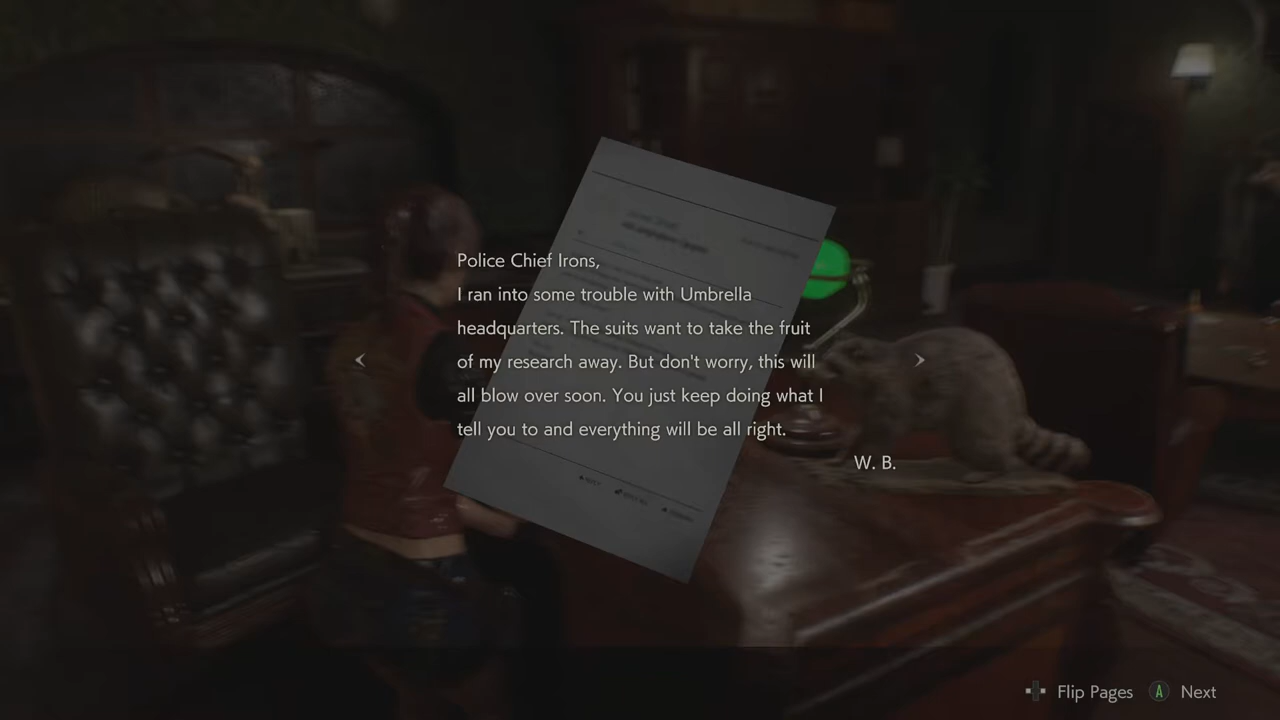 Police Chief Irons,
I ran into some trouble with Umbrella
headquarters. The suits want to take the fruit
of my research away. But don't worry, this will
all blow over soon. You just keep doing what I
tell you to and everything will be all right.
W. B.
Flip Pages A Next